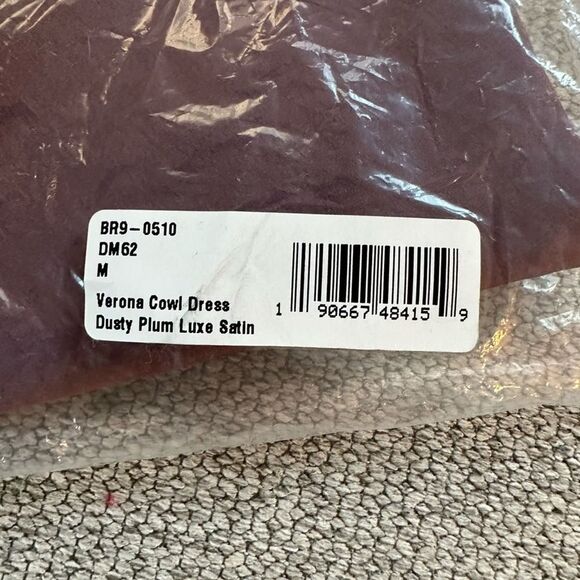 BR9-0510
DM62
M
Verona Cowl Dress
Dusty Plum Luxe Satin
1 90667 48415 9